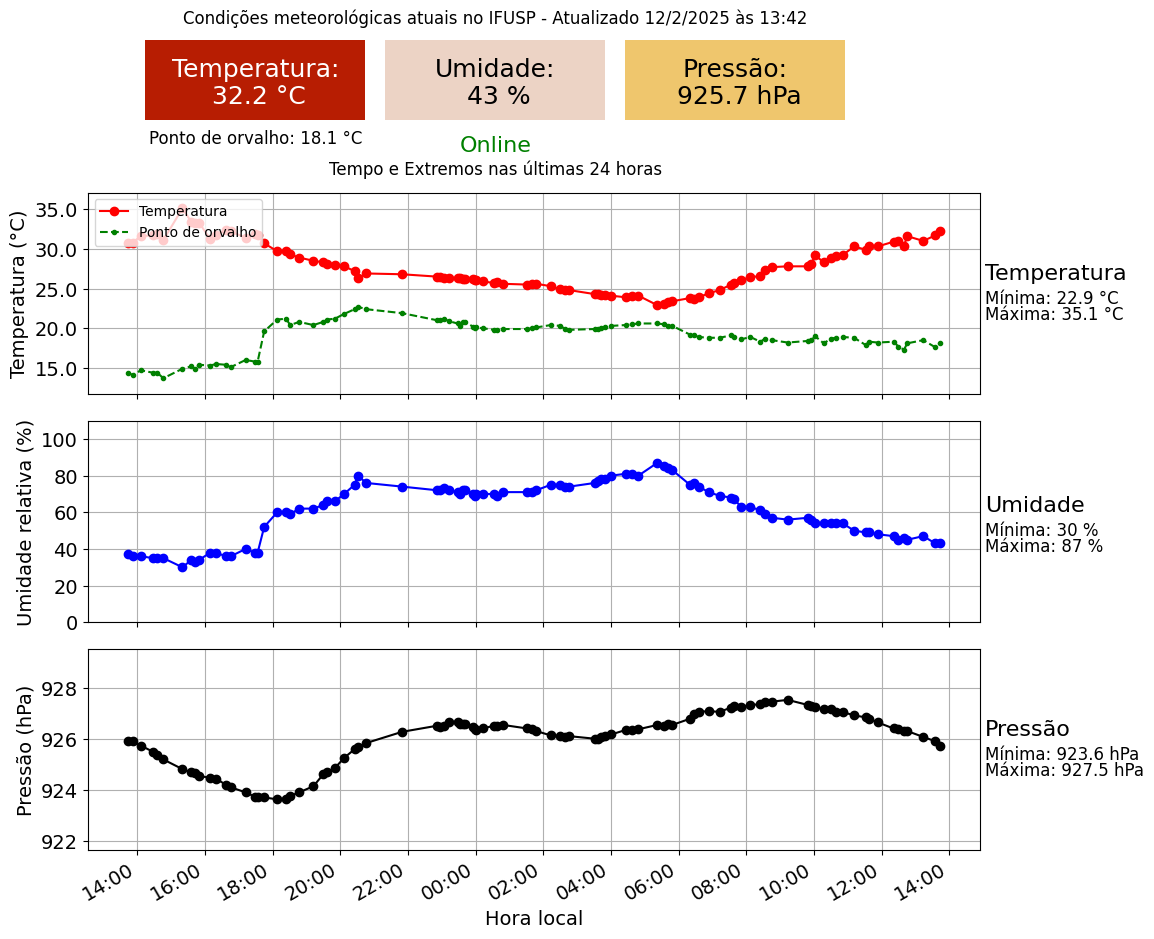 Condições meteorológicas atuais no IFUSP - Atualizado 12/2/2025 às 13:42
Temperatura:
32.2 °C
Umidade:
43 %
Pressão:
925.7 hPa
Ponto de orvalho: 18.1 °C
Online
Tempo e Extremos nas últimas 24 horas
Temperatura (°C)
35.0
30.0
25.0
20.0
15.0
Temperatura
Ponto de orvalho
Temperatura
Mínima: 22.9 °C
Máxima: 35.1 °C
Umidade relativa (%)
100
80
60
40
20
0
Umidade
Mínima: 30 %
Máxima: 87 %
Pressão (hPa)
928
926
924
922
Pressão
Mínima: 923.6 hPa
Máxima: 927.5 hPa
14:00 16:00 18:00 20:00 22:00 00:00 02:00 04:00 06:00 08:00 10:00 12:00 14:00
Hora local